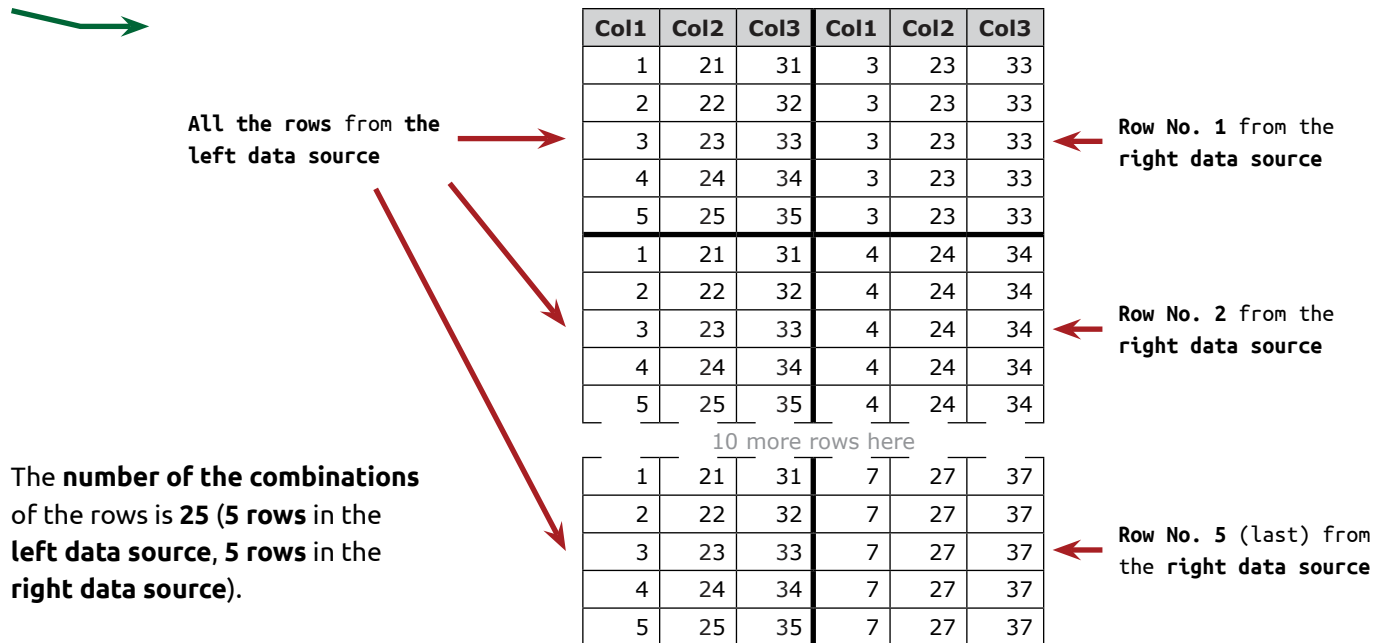 Col1 Col2 Col3 Col1 Col2 Col3
1 21 31 3 23 33
2 22 32 3 23 33
3 23 33 3 23 33
4 24 34 3 23 33
5 25 35 3 23 33
1 21 31 4 24 34
2 22 32 4 24 34
3 23 33 4 24 34
4 24 34 4 24 34
5 25 35 4 24 34
10 more rows here
1 21 31 7 27 37
2 22 32 7 27 37
3 23 33 7 27 37
4 24 34 7 27 37
5 25 35 7 27 37
All the rows from the
left data source
Row No. 1 from the
right data source
Row No. 2 from the
right data source
Row No. 5 (last) from
the right data source
The number of the combinations
of the rows is 25 (5 rows in the
left data source, 5 rows in the
right data source).